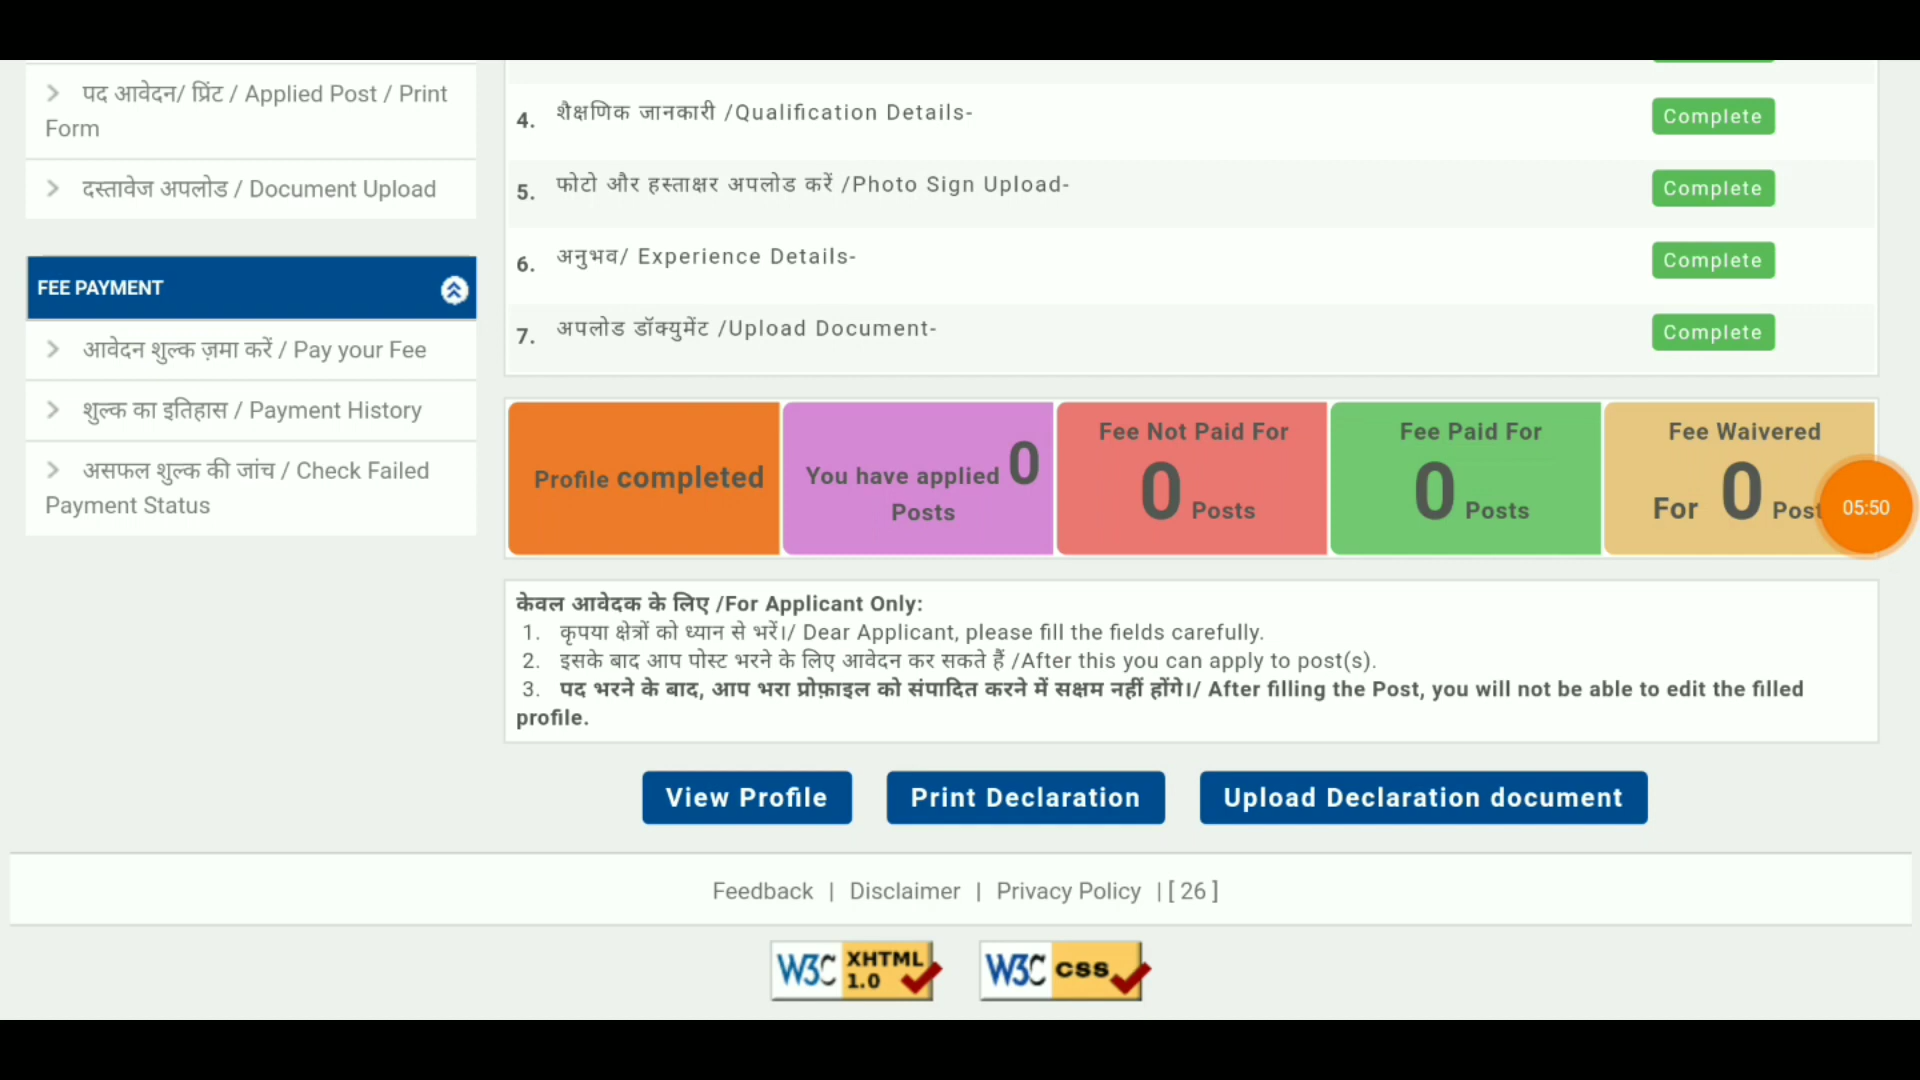 पद आवेदन/ प्रिंट / Applied Post / Print
Form
दस्तावेज अपलोड / Document Upload
FEE PAYMENT
आवेदन शुल्क ज़मा करें / Pay your Fee
शुल्क का इतिहास / Payment History
असफल शुल्क की जांच / Check Failed
Payment Status
4. शैक्षणिक जानकारी /Qualification Details- Complete
5. फोटो और हस्ताक्षर अपलोड करें /Photo Sign Upload- Complete
6. अनुभव/ Experience Details- Complete
7. अपलोड डॉक्युमेंट /Upload Document- Complete
Profile completed
You have applied 0
Posts
Fee Not Paid For
0 Posts
Fee Paid For
0 Posts
Fee Waivered
For 0
05:50
केवल आवेदक के लिए /For Applicant Only:
1. कृपया क्षेत्रों को ध्यान से भरें।/ Dear Applicant, please fill the fields carefully.
2. इसके बाद आप पोस्ट भरने के लिए आवेदन कर सकते हैं /After this you can apply to post(s).
3. पद भरने के बाद, आप भरा प्रोफ़ाइल को संपादित करने में सक्षम नहीं होंगे।/ After filling the Post, you will not be able to edit the filled
profile.
View Profile Print Declaration Upload Declaration document
Feedback | Disclaimer | Privacy Policy | [ 26 ]
W3C XHTML 1.0 W3C CSS